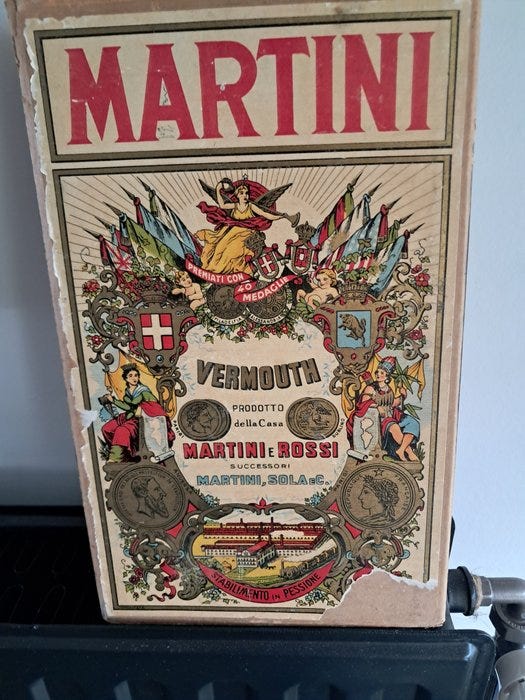 MARTINI
PREMIATI CON
40
MEDAGLIE
VERMOUTH
PRODOTTO
della Casa
MARTINI E ROSSI
SUCCESSORI
MARTINI, SOLA E C.
STABILIMENTO IN PESSIONE